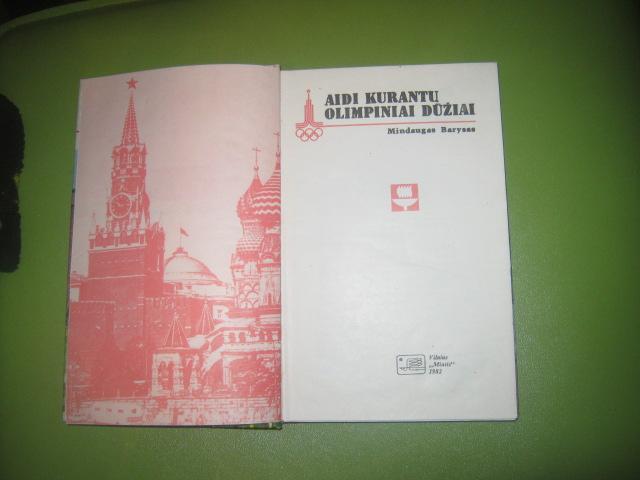 AIDI KURANTŲ
OLIMPINIAI DŪŽIAI
Mindaugas Barysas
Vilnius
„Mintis“
1982